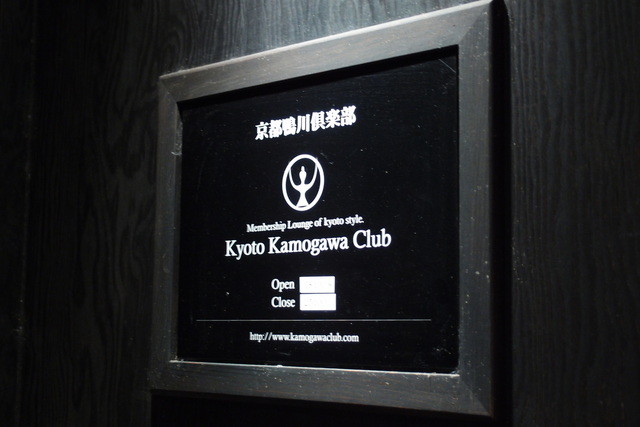 京都鴨川倶楽部
Membership Lounge of kyoto style.
Kyoto Kamogawa Club
Open
Close
http://www.kamogawaclub.com